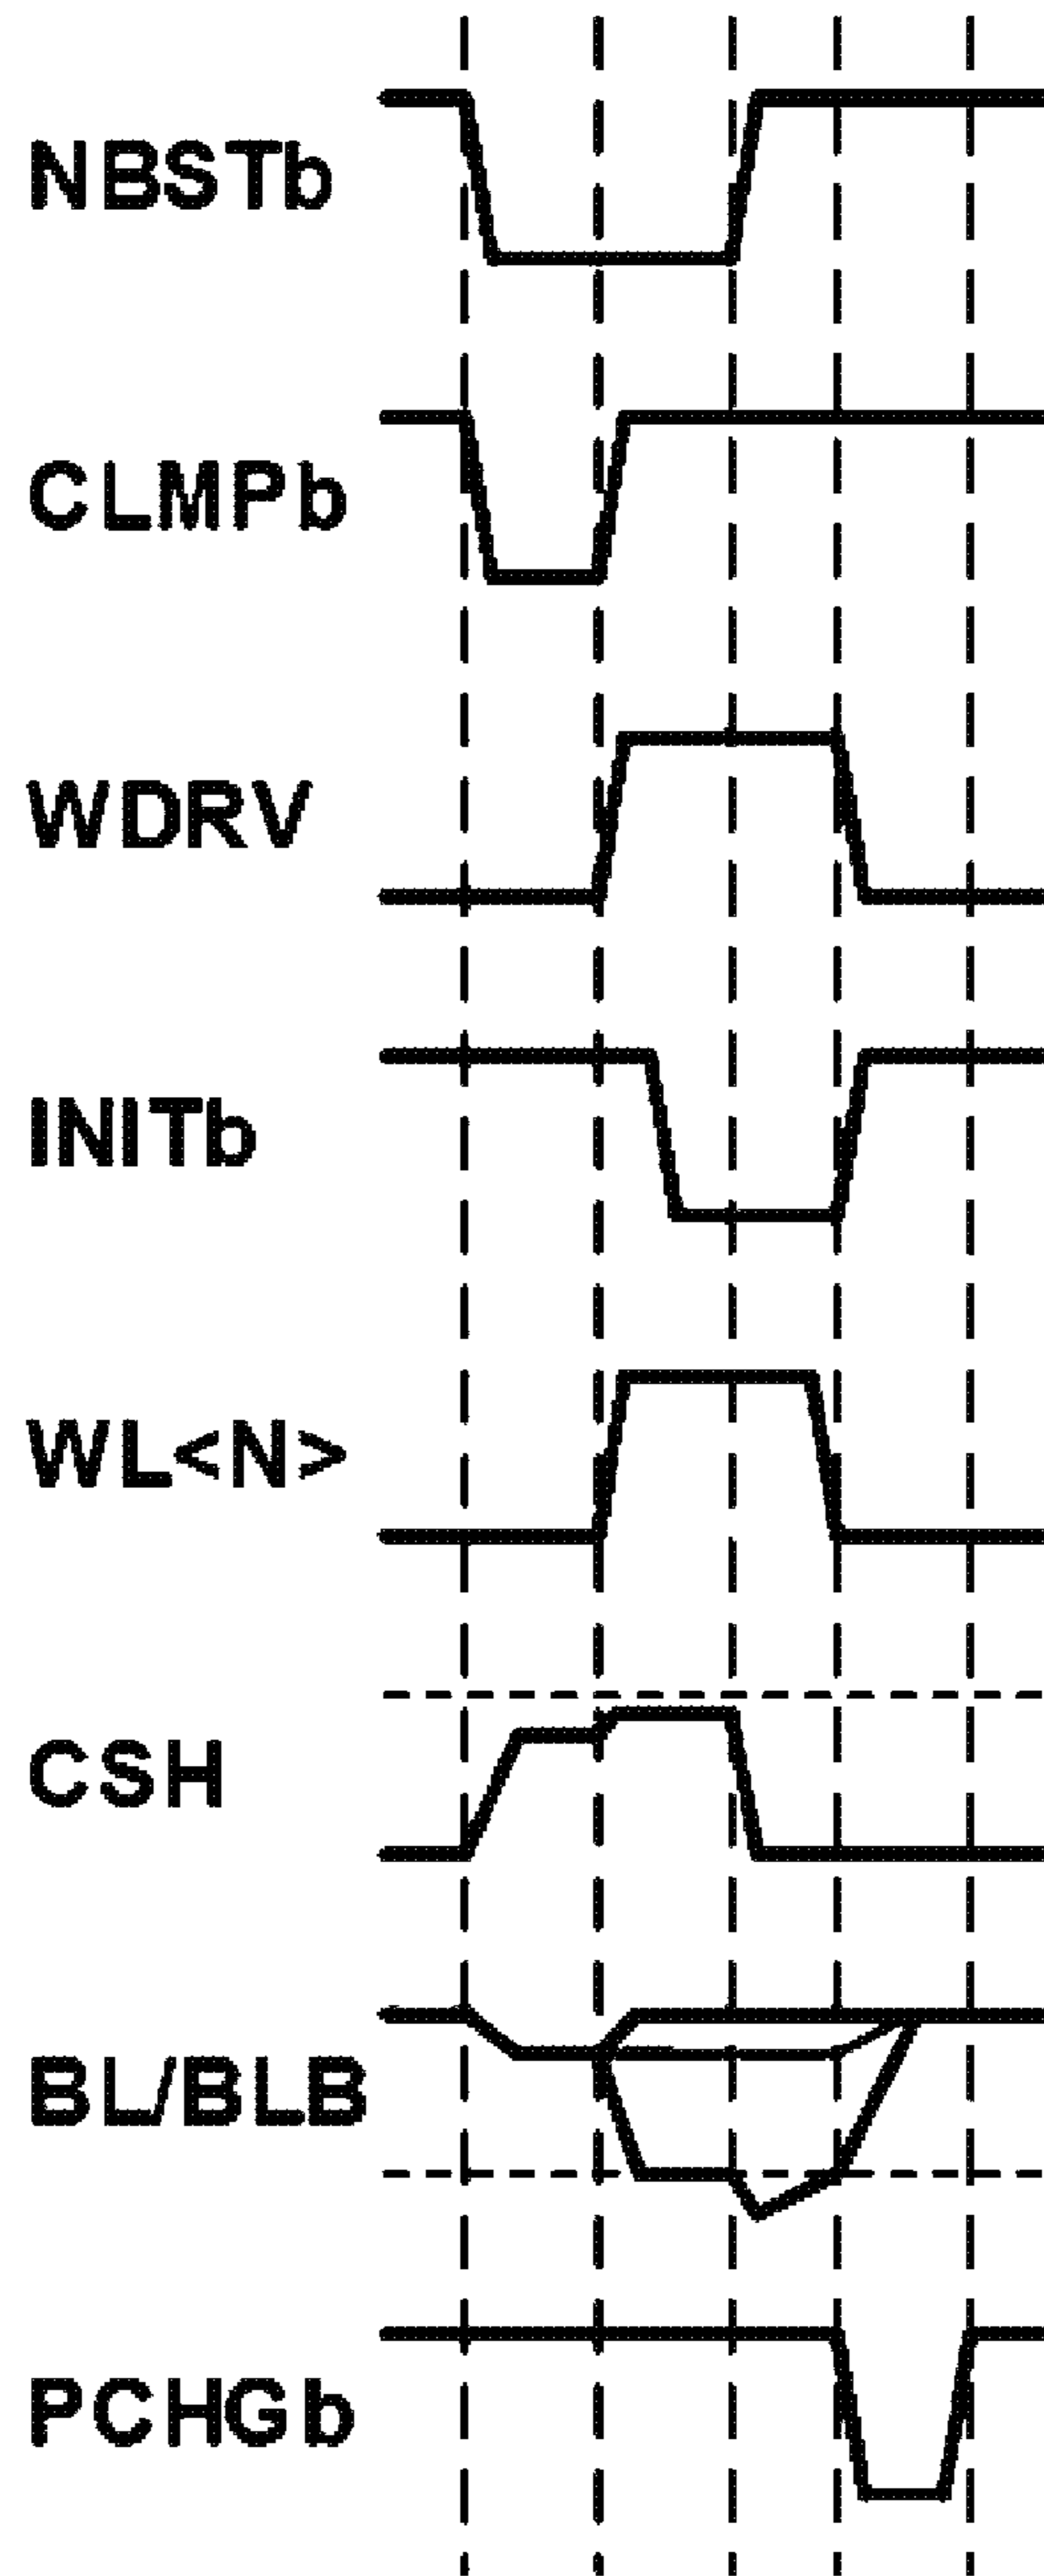 NBSTb
CLMPb
WDRV
INITb
WL<N>
CSH
BL/BLB
PCHGb